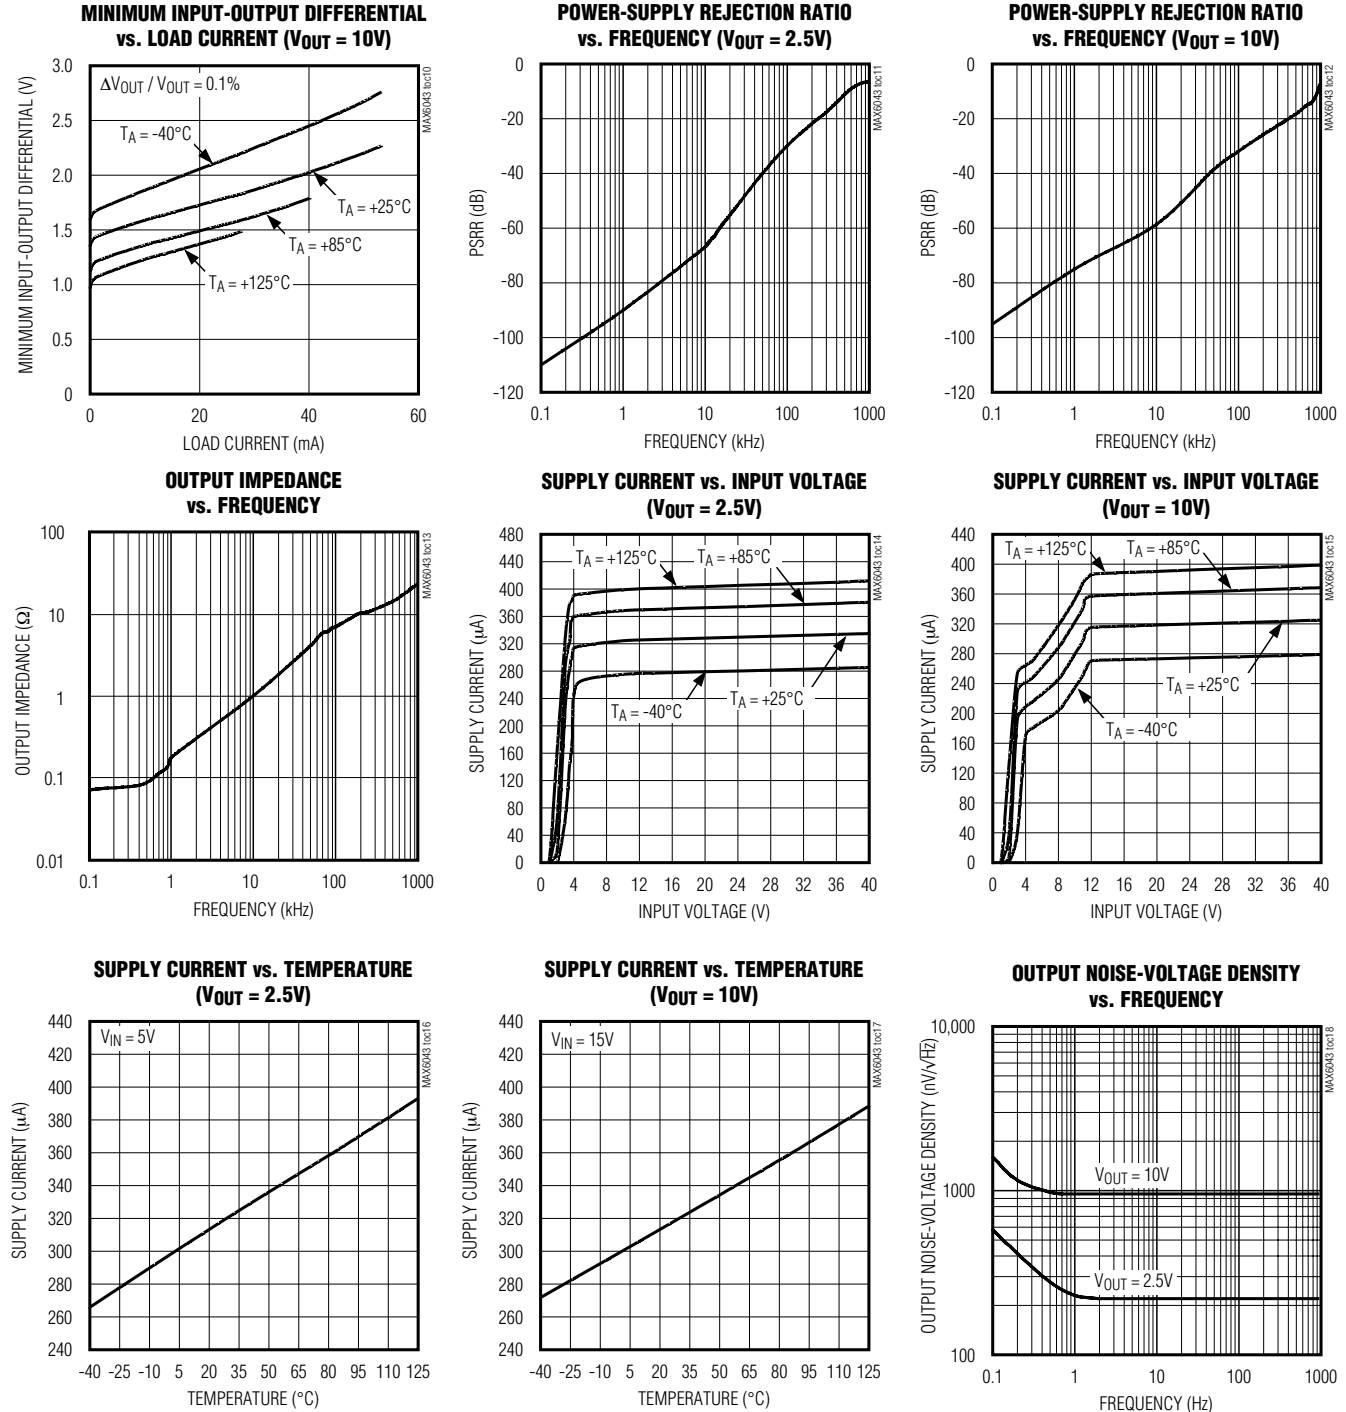 MINIMUM INPUT-OUTPUT DIFFERENTIAL
vs. LOAD CURRENT (VOUT = 10V)
MINIMUM INPUT-OUTPUT DIFFERENTIAL (V)
3.0
2.5
2.0
1.5
1.0
0.5
0
ΔVOUT / VOUT = 0.1%
TA = -40°C
TA = +25°C
TA = +85°C
TA = +125°C
MAX6043 toc10
0 20 40 60
LOAD CURRENT (mA)
POWER-SUPPLY REJECTION RATIO
vs. FREQUENCY (VOUT = 2.5V)
PSRR (dB)
0
-20
-40
-60
-80
-100
-120
MAX6043 toc11
0.1 1 10 100 1000
FREQUENCY (kHz)
POWER-SUPPLY REJECTION RATIO
vs. FREQUENCY (VOUT = 10V)
PSRR (dB)
0
-20
-40
-60
-80
-100
-120
MAX6043 toc12
0.1 1 10 100 1000
FREQUENCY (kHz)
OUTPUT IMPEDANCE
vs. FREQUENCY
OUTPUT IMPEDANCE (Ω)
100
10
1
0.1
0.01
MAX6043 toc13
0.1 1 10 100 1000
FREQUENCY (kHz)
SUPPLY CURRENT vs. INPUT VOLTAGE
(VOUT = 2.5V)
SUPPLY CURRENT (μA)
480
440
400
360
320
280
240
200
160
120
80
40
0
TA = +125°C
TA = +85°C
TA = -40°C
TA = +25°C
MAX6043 toc14
0 4 8 12 16 20 24 28 32 36 40
INPUT VOLTAGE (V)
SUPPLY CURRENT vs. INPUT VOLTAGE
(VOUT = 10V)
SUPPLY CURRENT (μA)
440
400
360
320
280
240
200
160
120
80
40
0
TA = +125°C
TA = +85°C
TA = +25°C
TA = -40°C
MAX6043 toc15
0 4 8 12 16 20 24 28 32 36 40
INPUT VOLTAGE (V)
SUPPLY CURRENT vs. TEMPERATURE
(VOUT = 2.5V)
SUPPLY CURRENT (μA)
440
420
400
380
360
340
320
300
280
260
240
VIN = 5V
MAX6043 toc16
-40 -25 -10 5 20 35 50 65 80 95 110 125
TEMPERATURE (°C)
SUPPLY CURRENT vs. TEMPERATURE
(VOUT = 10V)
SUPPLY CURRENT (μA)
440
420
400
380
360
340
320
300
280
260
240
VIN = 15V
MAX6043 toc17
-40 -25 -10 5 20 35 50 65 80 95 110 125
TEMPERATURE (°C)
OUTPUT NOISE-VOLTAGE DENSITY
vs. FREQUENCY
OUTPUT NOISE-VOLTAGE DENSITY (nV/√Hz)
10,000
1000
100
VOUT = 10V
VOUT = 2.5V
MAX6043 toc18
0.1 1 10 100 1000
FREQUENCY (Hz)